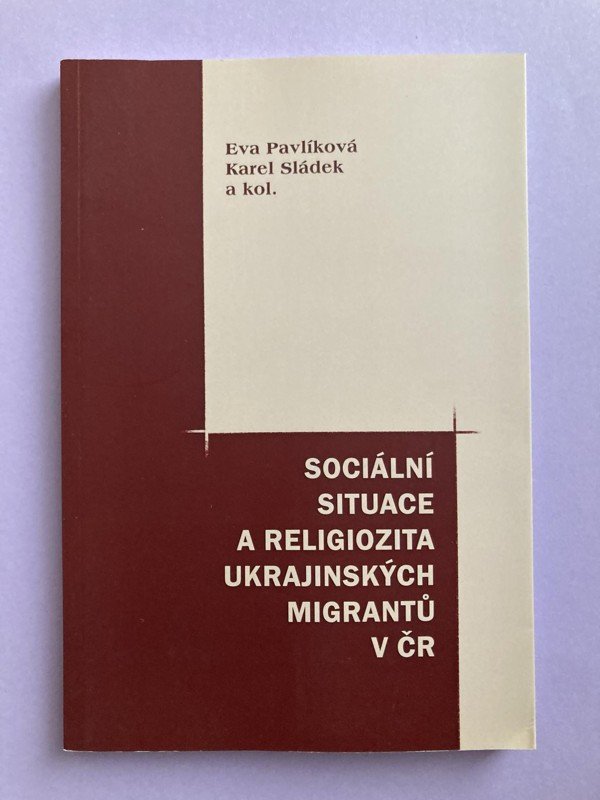 Eva Pavlíková
Karel Sládek
a kol.
SOCIÁLNÍ
SITUACE
A RELIGIOZITA
UKRAJINSKÝCH
MIGRANTŮ
V ČR